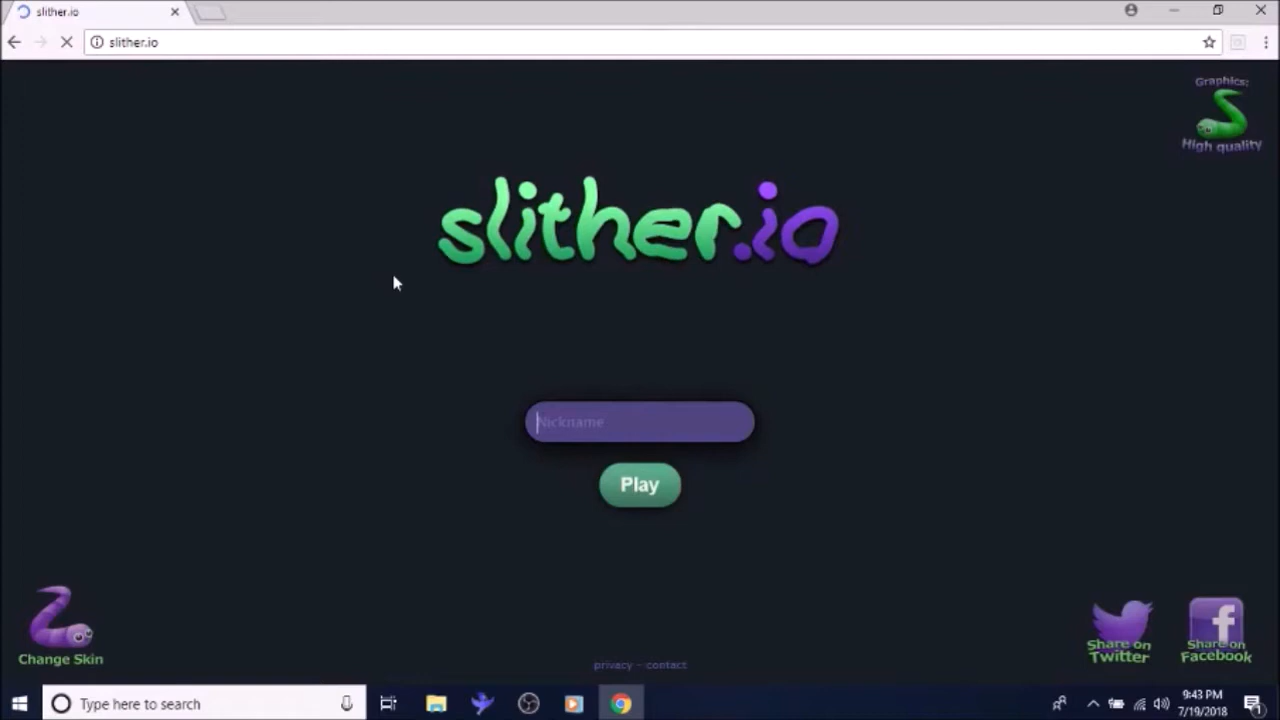 slither.io
slither.io
Graphics:
High quality
slither.io
Nickname
Play
Change Skin
Share on
Twitter
Share on
Facebook
privacy - contact
Type here to search
9:43 PM
7/19/2018
1